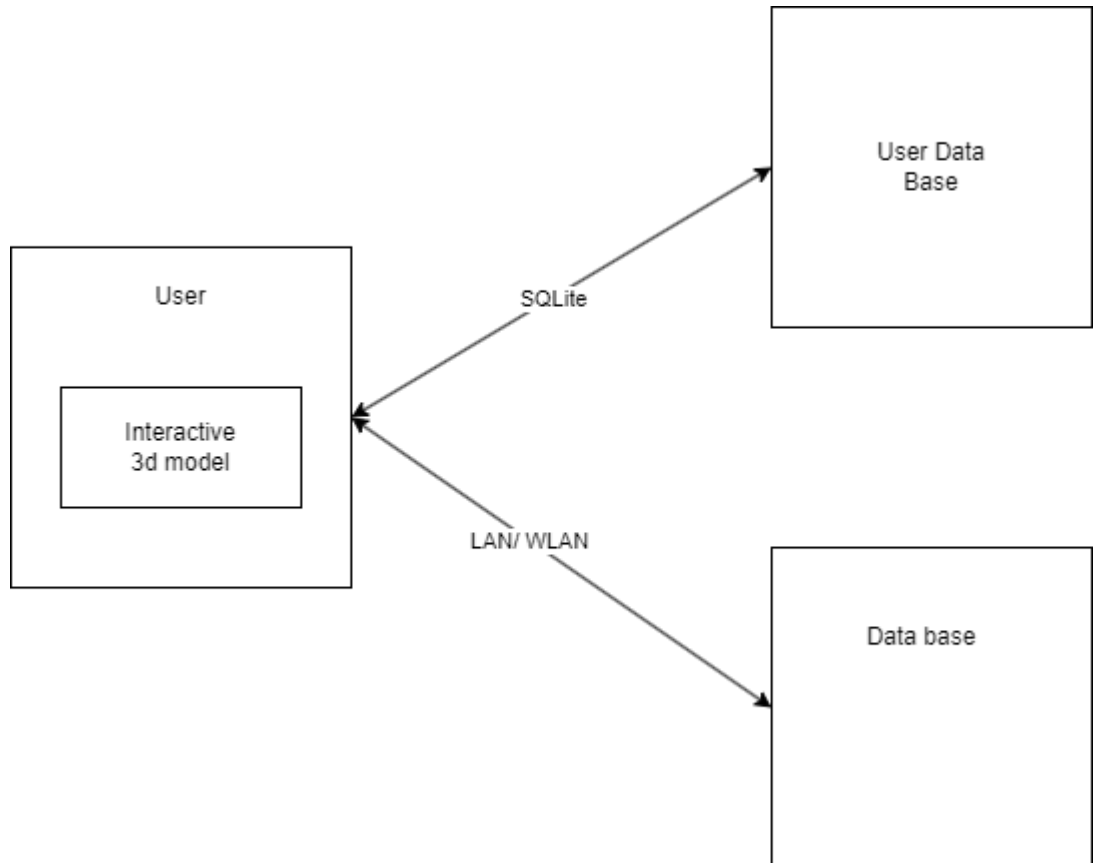 User Data
Base
User
SQLite
Interactive
3d model
LAN/ WLAN
Data base